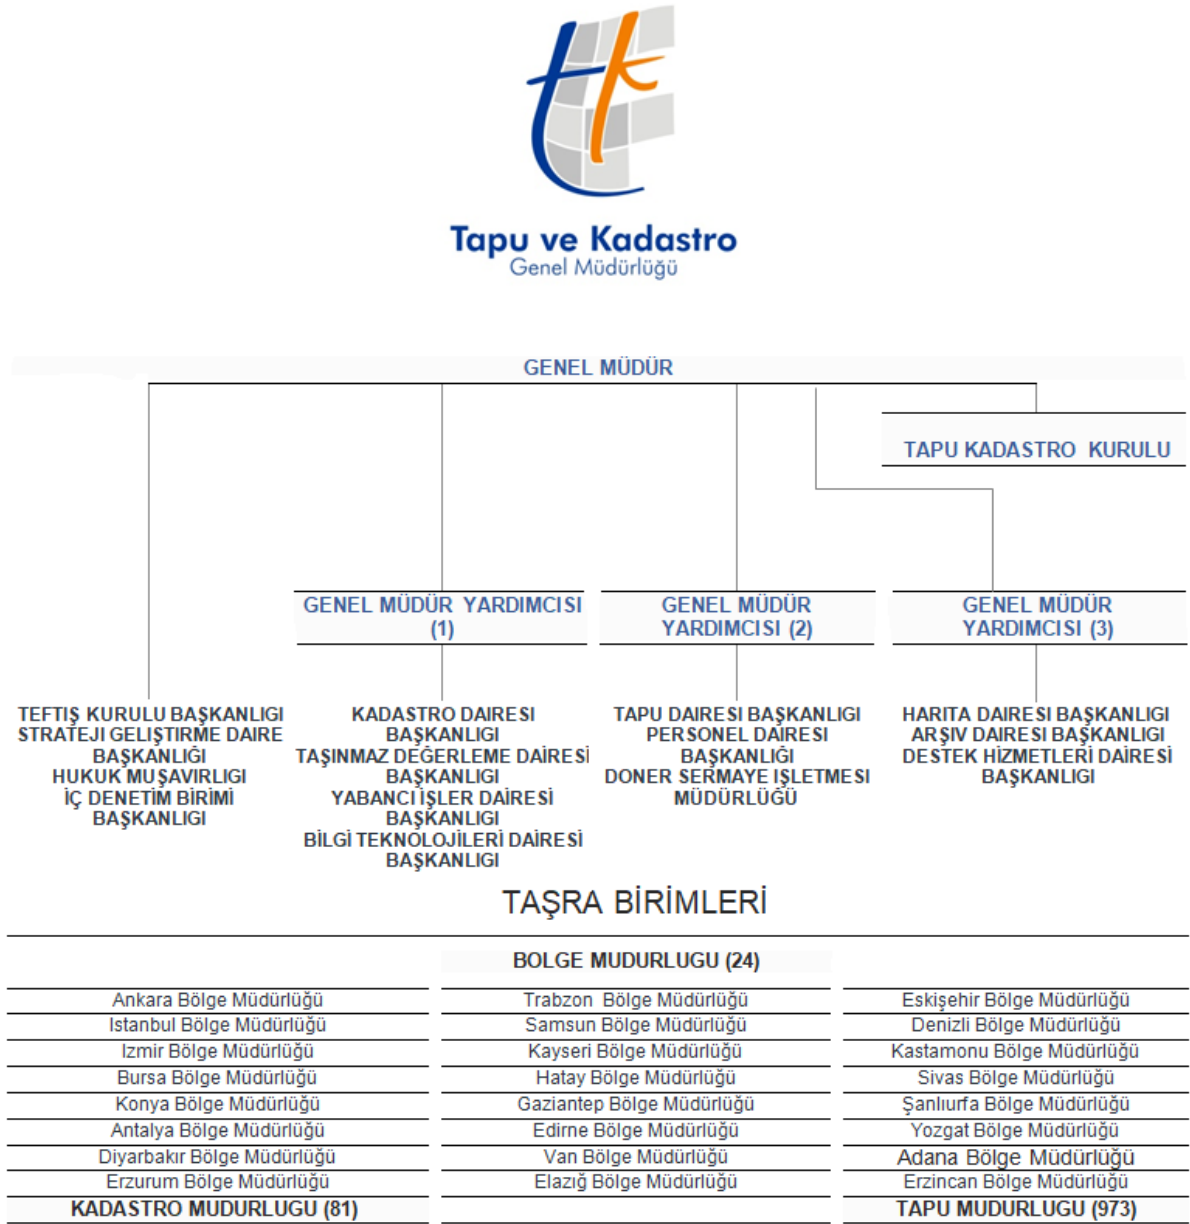 Tapu ve Kadastro
Genel Müdürlüğü
GENEL MÜDÜR
TAPU KADASTRO KURULU
GENEL MÜDÜR YARDIMCISI
(1)
GENEL MÜDÜR
YARDIMCISI (2)
GENEL MÜDÜR
YARDIMCISI (3)
TEFTIŞ KURULU BAŞKANLIGI
STRATEJI GELIŞTIRME DAIRE
BAŞKANLIĞI
HUKUK MUŞAVIRLIGI
İÇ DENETİM BİRİMİ
BAŞKANLIGI
KADASTRO DAIRESI
BAŞKANLIGI
TAŞINMAZ DEĞERLEME DAİRESİ
BAŞKANLIGI
YABANCI İŞLER DAİRESİ
BAŞKANLIGI
BİLGİ TEKNOLOJİLERİ DAİRESİ
BAŞKANLIGI
TAPU DAIRESI BAŞKANLIGI
PERSONEL DAIRESI
BAŞKANLIĞI
DONER SERMAYE IŞLETMESI
MÜDÜRLÜĞÜ
HARITA DAIRESI BAŞKANLIGI
ARŞIV DAIRESI BAŞKANLIGI
DESTEK HİZMETLERİ DAİRESİ
BAŞKANLIGI
TAŞRA BİRİMLERİ
BOLGE MUDURLUGU (24)
Ankara Bölge Müdürlüğü
Trabzon Bölge Müdürlüğü
Eskişehir Bölge Müdürlüğü
Istanbul Bölge Müdürlüğü
Samsun Bölge Müdürlüğü
Denizli Bölge Müdürlüğü
Izmir Bölge Müdürlüğü
Kayseri Bölge Müdürlüğü
Kastamonu Bölge Müdürlüğü
Bursa Bölge Müdürlüğü
Hatay Bölge Müdürlüğü
Sivas Bölge Müdürlüğü
Konya Bölge Müdürlüğü
Gaziantep Bölge Müdürlüğü
Şanlıurfa Bölge Müdürlüğü
Antalya Bölge Müdürlüğü
Edirne Bölge Müdürlüğü
Yozgat Bölge Müdürlüğü
Diyarbakır Bölge Müdürlüğü
Van Bölge Müdürlüğü
Adana Bölge Müdürlüğü
Erzurum Bölge Müdürlüğü
Elazığ Bölge Müdürlüğü
Erzincan Bölge Müdürlüğü
KADASTRO MUDURLUGU (81)
TAPU MUDURLUGU (973)